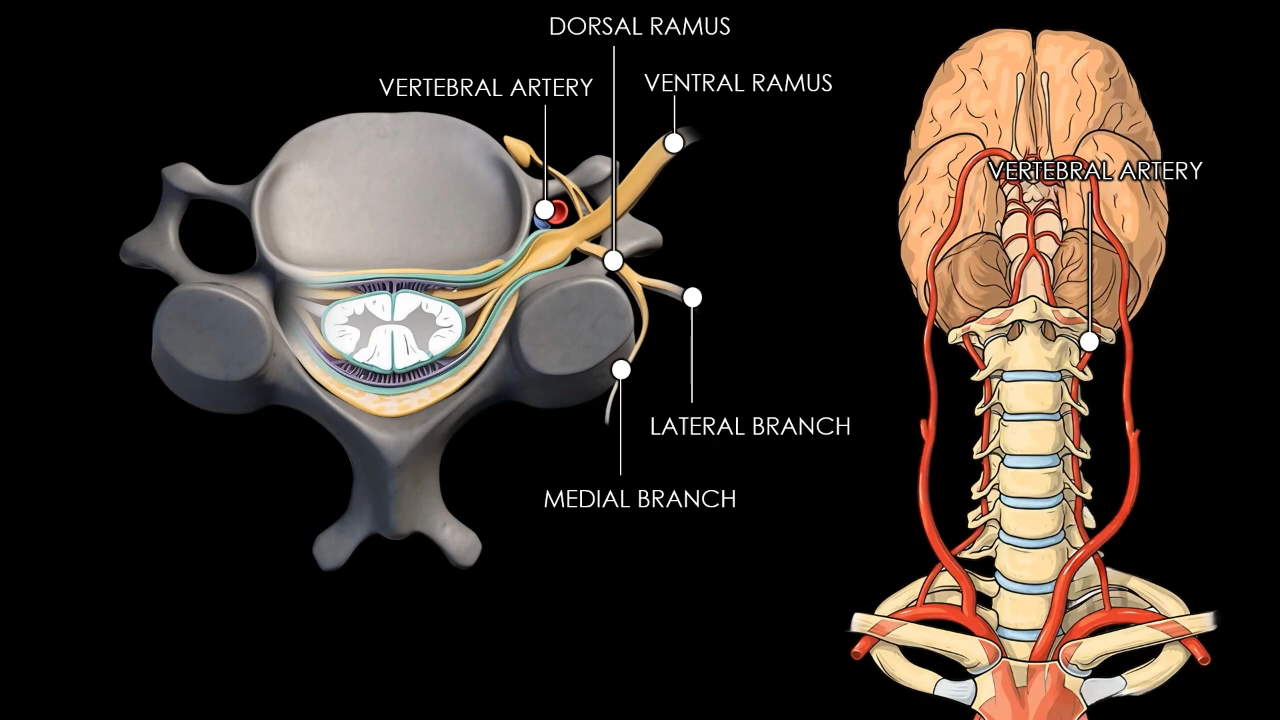 DORSAL RAMUS
VERTEBRAL ARTERY
VENTRAL RAMUS
LATERAL BRANCH
MEDIAL BRANCH
VERTEBRAL ARTERY